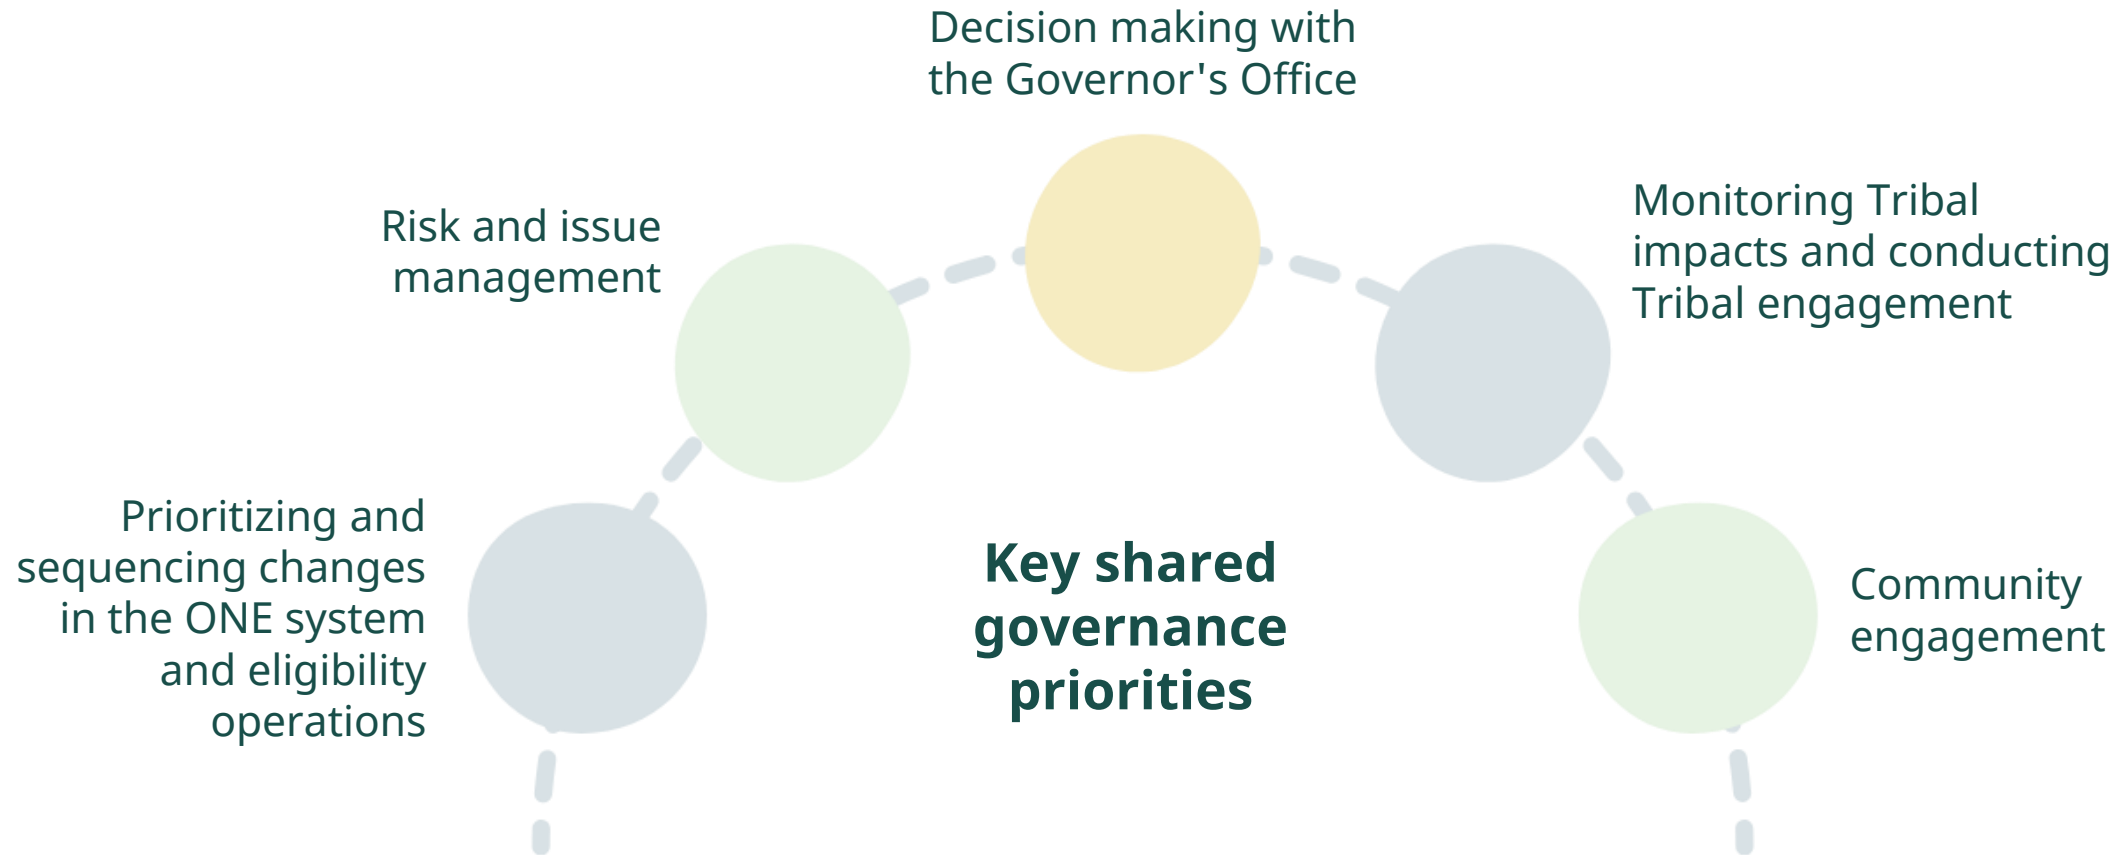 Decision making with
the Governor's Office
Risk and issue
management
Monitoring Tribal
impacts and conducting
Tribal engagement
Prioritizing and
sequencing changes
in the ONE system
and eligibility
operations
Key shared
governance
priorities
Community
engagement